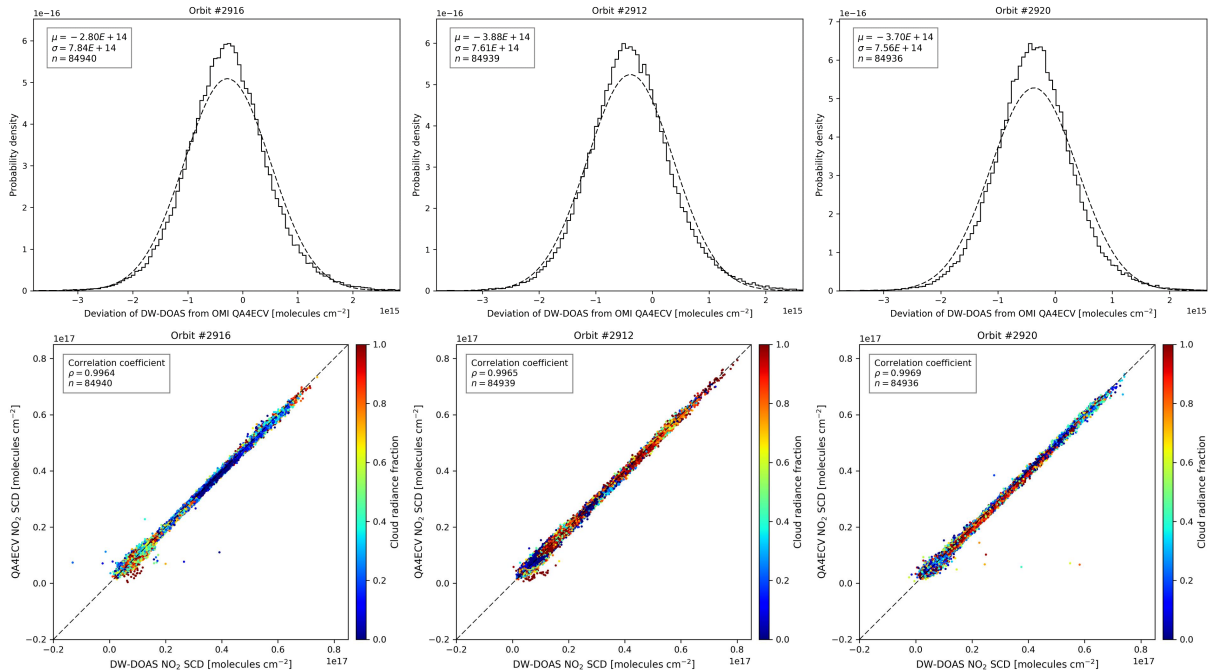 Orbit #2916
1e−16
μ = −2.80E + 14
σ = 7.84E + 14
n = 84940
Probability density
6
5
4
3
2
1
0
−3 −2 −1 0 1 2
1e15
Deviation of DW-DOAS from OMI QA4ECV [molecules cm⁻²]
Orbit #2912
1e−16
μ = −3.88E + 14
σ = 7.61E + 14
n = 84939
Probability density
6
5
4
3
2
1
0
−3 −2 −1 0 1 2
1e15
Deviation of DW-DOAS from OMI QA4ECV [molecules cm⁻²]
Orbit #2920
1e−16
μ = −3.70E + 14
σ = 7.56E + 14
n = 84936
Probability density
7
6
5
4
3
2
1
0
−3 −2 −1 0 1 2
1e15
Deviation of DW-DOAS from OMI QA4ECV [molecules cm⁻²]
Orbit #2916
1e17
Correlation coefficient
ρ = 0.9964
n = 84940
QA4ECV NO₂ SCD [molecules cm⁻²]
0.8
0.6
0.4
0.2
0.0
−0.2
−0.2 0.0 0.2 0.4 0.6 0.8
1e17
DW-DOAS NO₂ SCD [molecules cm⁻²]
1.0
0.8
0.6
0.4
0.2
0.0
Cloud radiance fraction
Orbit #2912
1e17
Correlation coefficient
ρ = 0.9965
n = 84939
QA4ECV NO₂ SCD [molecules cm⁻²]
0.8
0.6
0.4
0.2
0.0
−0.2
−0.2 0.0 0.2 0.4 0.6 0.8
1e17
DW-DOAS NO₂ SCD [molecules cm⁻²]
1.0
0.8
0.6
0.4
0.2
0.0
Cloud radiance fraction
Orbit #2920
1e17
Correlation coefficient
ρ = 0.9969
n = 84936
QA4ECV NO₂ SCD [molecules cm⁻²]
0.8
0.6
0.4
0.2
0.0
−0.2
−0.2 0.0 0.2 0.4 0.6 0.8
1e17
DW-DOAS NO₂ SCD [molecules cm⁻²]
1.0
0.8
0.6
0.4
0.2
0.0
Cloud radiance fraction